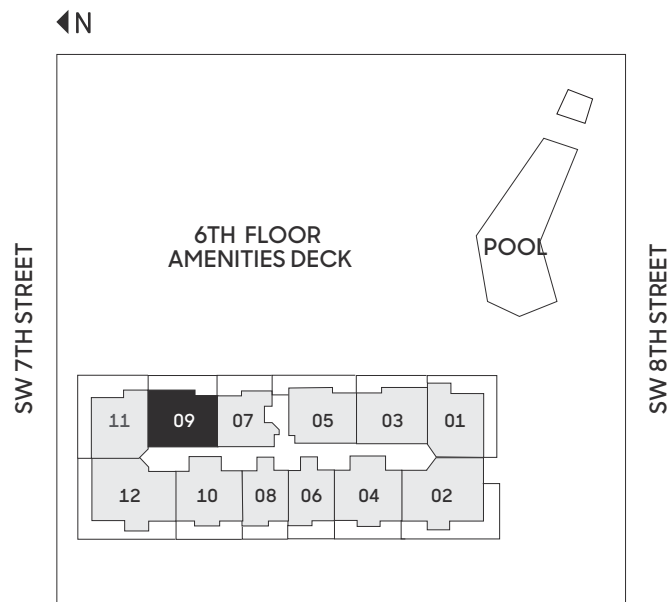 N
6TH FLOOR
AMENITIES DECK
POOL
SW 7TH STREET
SW 8TH STREET
11
09
07
05
03
01
12
10
08
06
04
02